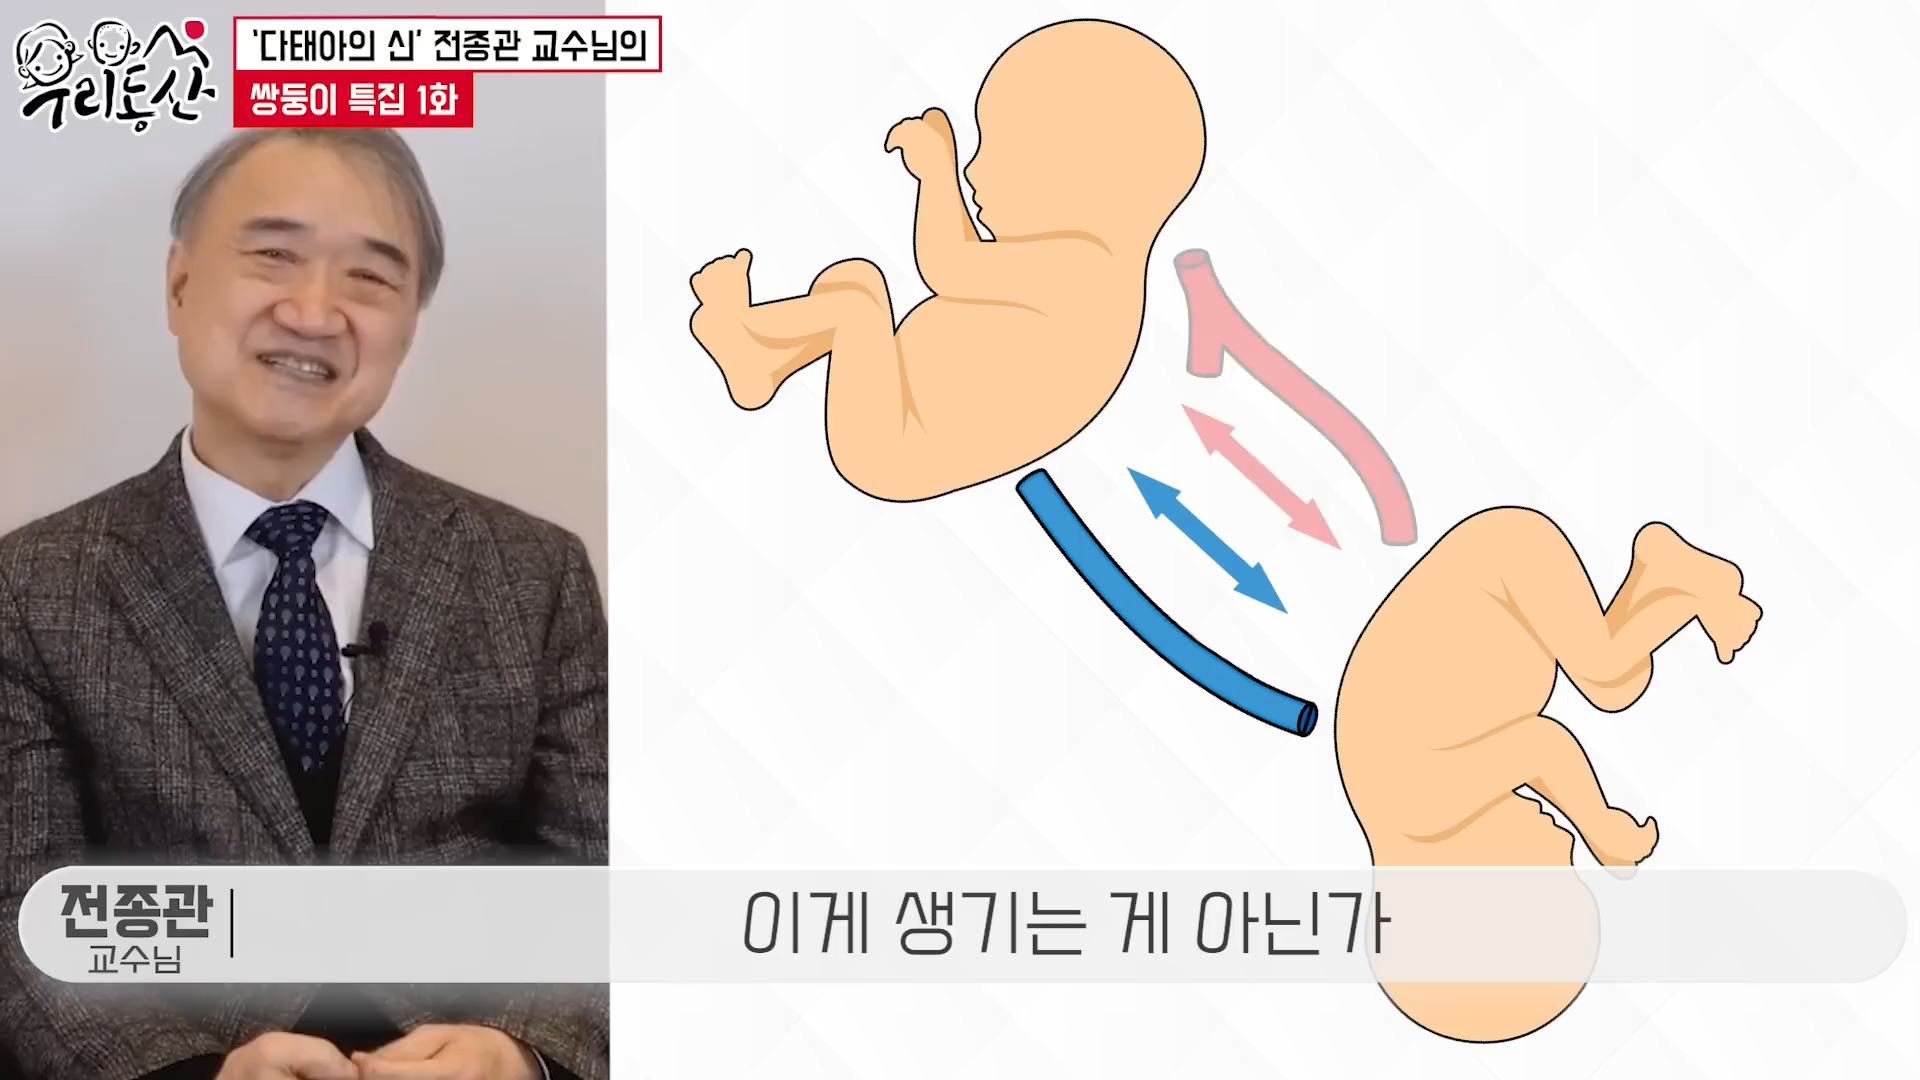 우리동산
'다태아의 신' 전종관 교수님의
쌍둥이 특집 1화
전종관
교수님
이게 생기는 게 아닌가